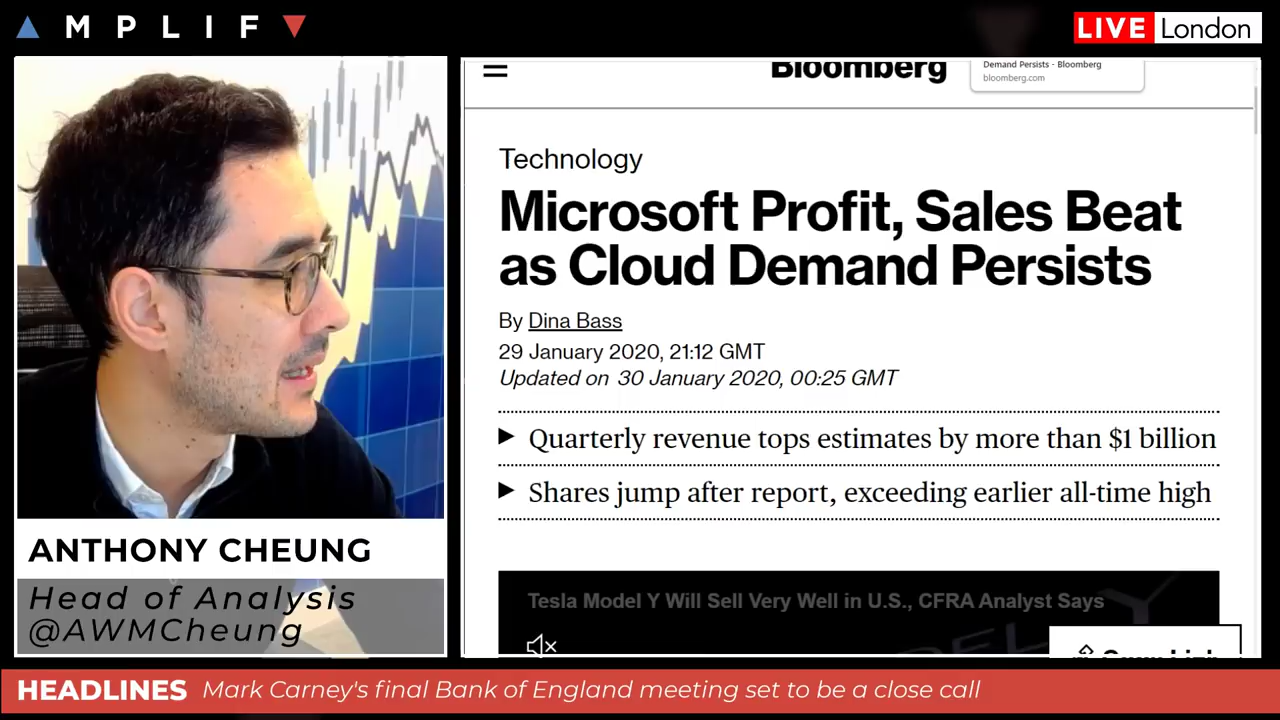 ▲ M P L I F ▼
LIVE London
Bloomberg
Demand Persists - Bloomberg
bloomberg.com
Technology
Microsoft Profit, Sales Beat
as Cloud Demand Persists
By Dina Bass
29 January 2020, 21:12 GMT
Updated on 30 January 2020, 00:25 GMT
▶ Quarterly revenue tops estimates by more than $1 billion
▶ Shares jump after report, exceeding earlier all-time high
Tesla Model Y Will Sell Very Well in U.S., CFRA Analyst Says
ANTHONY CHEUNG
Head of Analysis
@AWMCheung
HEADLINES Mark Carney's final Bank of England meeting set to be a close call